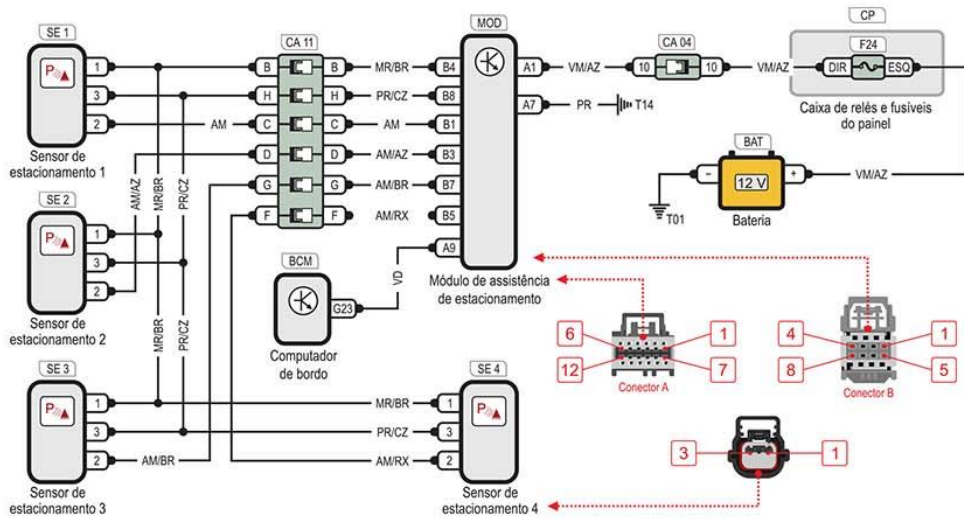 SE 1
P
1
3
2
Sensor de
estacionamento 1
SE 2
P
1
3
2
Sensor de
estacionamento 2
SE 3
P
1
3
2
Sensor de
estacionamento 3
AM/AZ
MR/BR
PR/CZ
MR/BR
PR/CZ
AM
AM/BR
CA 11
B B MR/BR B4
H H PR/CZ B8
C C AM B1
D D AM/AZ B3
G G AM/BR B7
F F AM/RX B5
A9
VD
BCM
G23
Computador
de bordo
MOD
A1
A7
Módulo de assistência
de estacionamento
VM/AZ
CA 04
10 10
VM/AZ
PR
T14
CP
F24
DIR ESQ
Caixa de relés e fusíveis
do painel
BAT
- +
12 V
Bateria
VM/AZ
T01
SE 4
P
MR/BR 1
PR/CZ 3
AM/RX 2
Sensor de
estacionamento 4
6 1
12 7
Conector A
4 1
8 5
Conector B
3 1